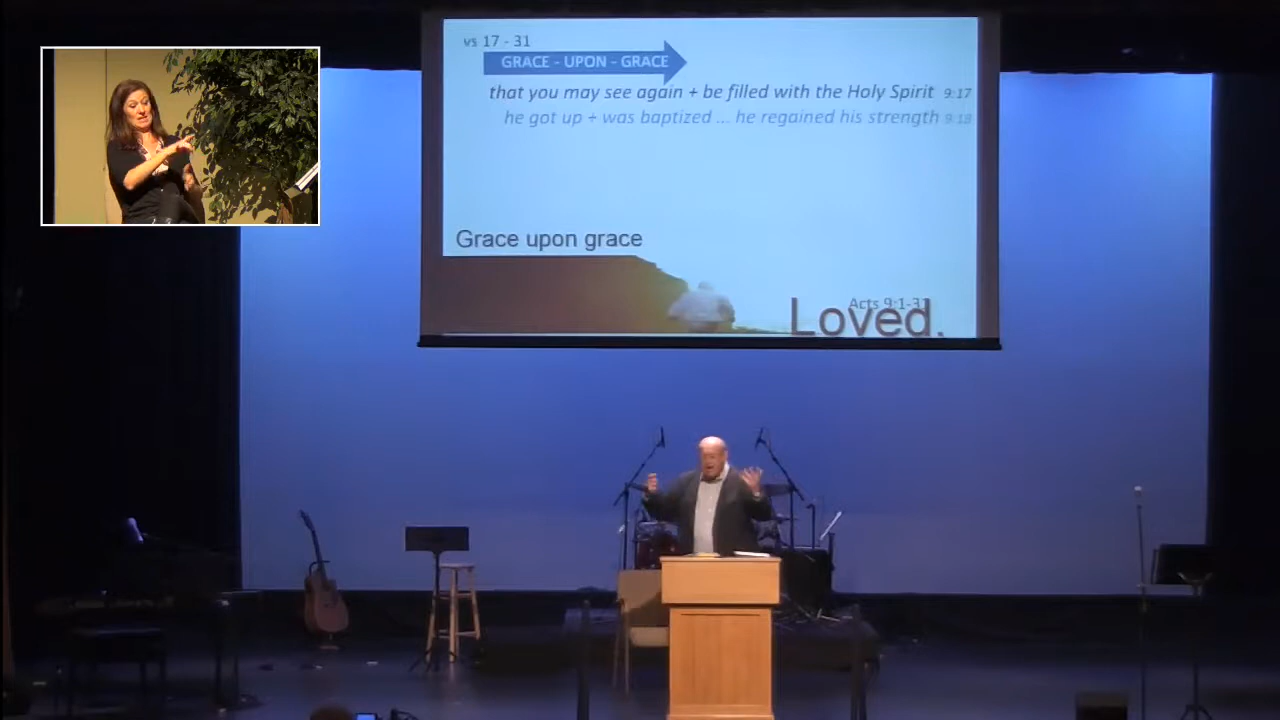 vs 17 - 31
GRACE - UPON - GRACE
that you may see again + be filled with the Holy Spirit 9:17
he got up + was baptized ... he regained his strength 9:18
Grace upon grace
Acts 9:1-31
Loved.